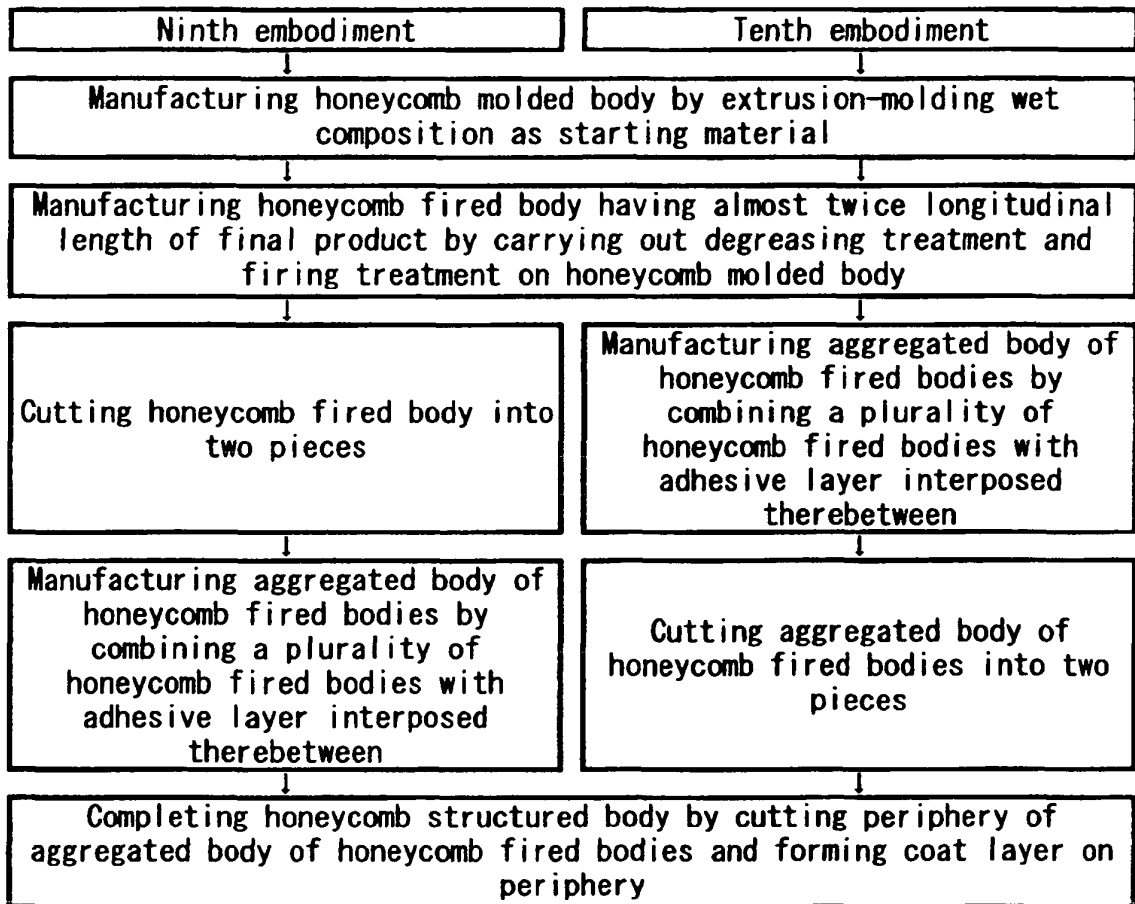 Ninth embodiment
Tenth embodiment
Manufacturing honeycomb molded body by extrusion-molding wet
composition as starting material
Manufacturing honeycomb fired body having almost twice longitudinal
length of final product by carrying out degreasing treatment and
firing treatment on honeycomb molded body
Cutting honeycomb fired body into
two pieces
Manufacturing aggregated body of
honeycomb fired bodies by
combining a plurality of
honeycomb fired bodies with
adhesive layer interposed
therebetween
Manufacturing aggregated body of
honeycomb fired bodies by
combining a plurality of
honeycomb fired bodies with
adhesive layer interposed
therebetween
Cutting aggregated body of
honeycomb fired bodies into two
pieces
Completing honeycomb structured body by cutting periphery of
aggregated body of honeycomb fired bodies and forming coat layer on
periphery